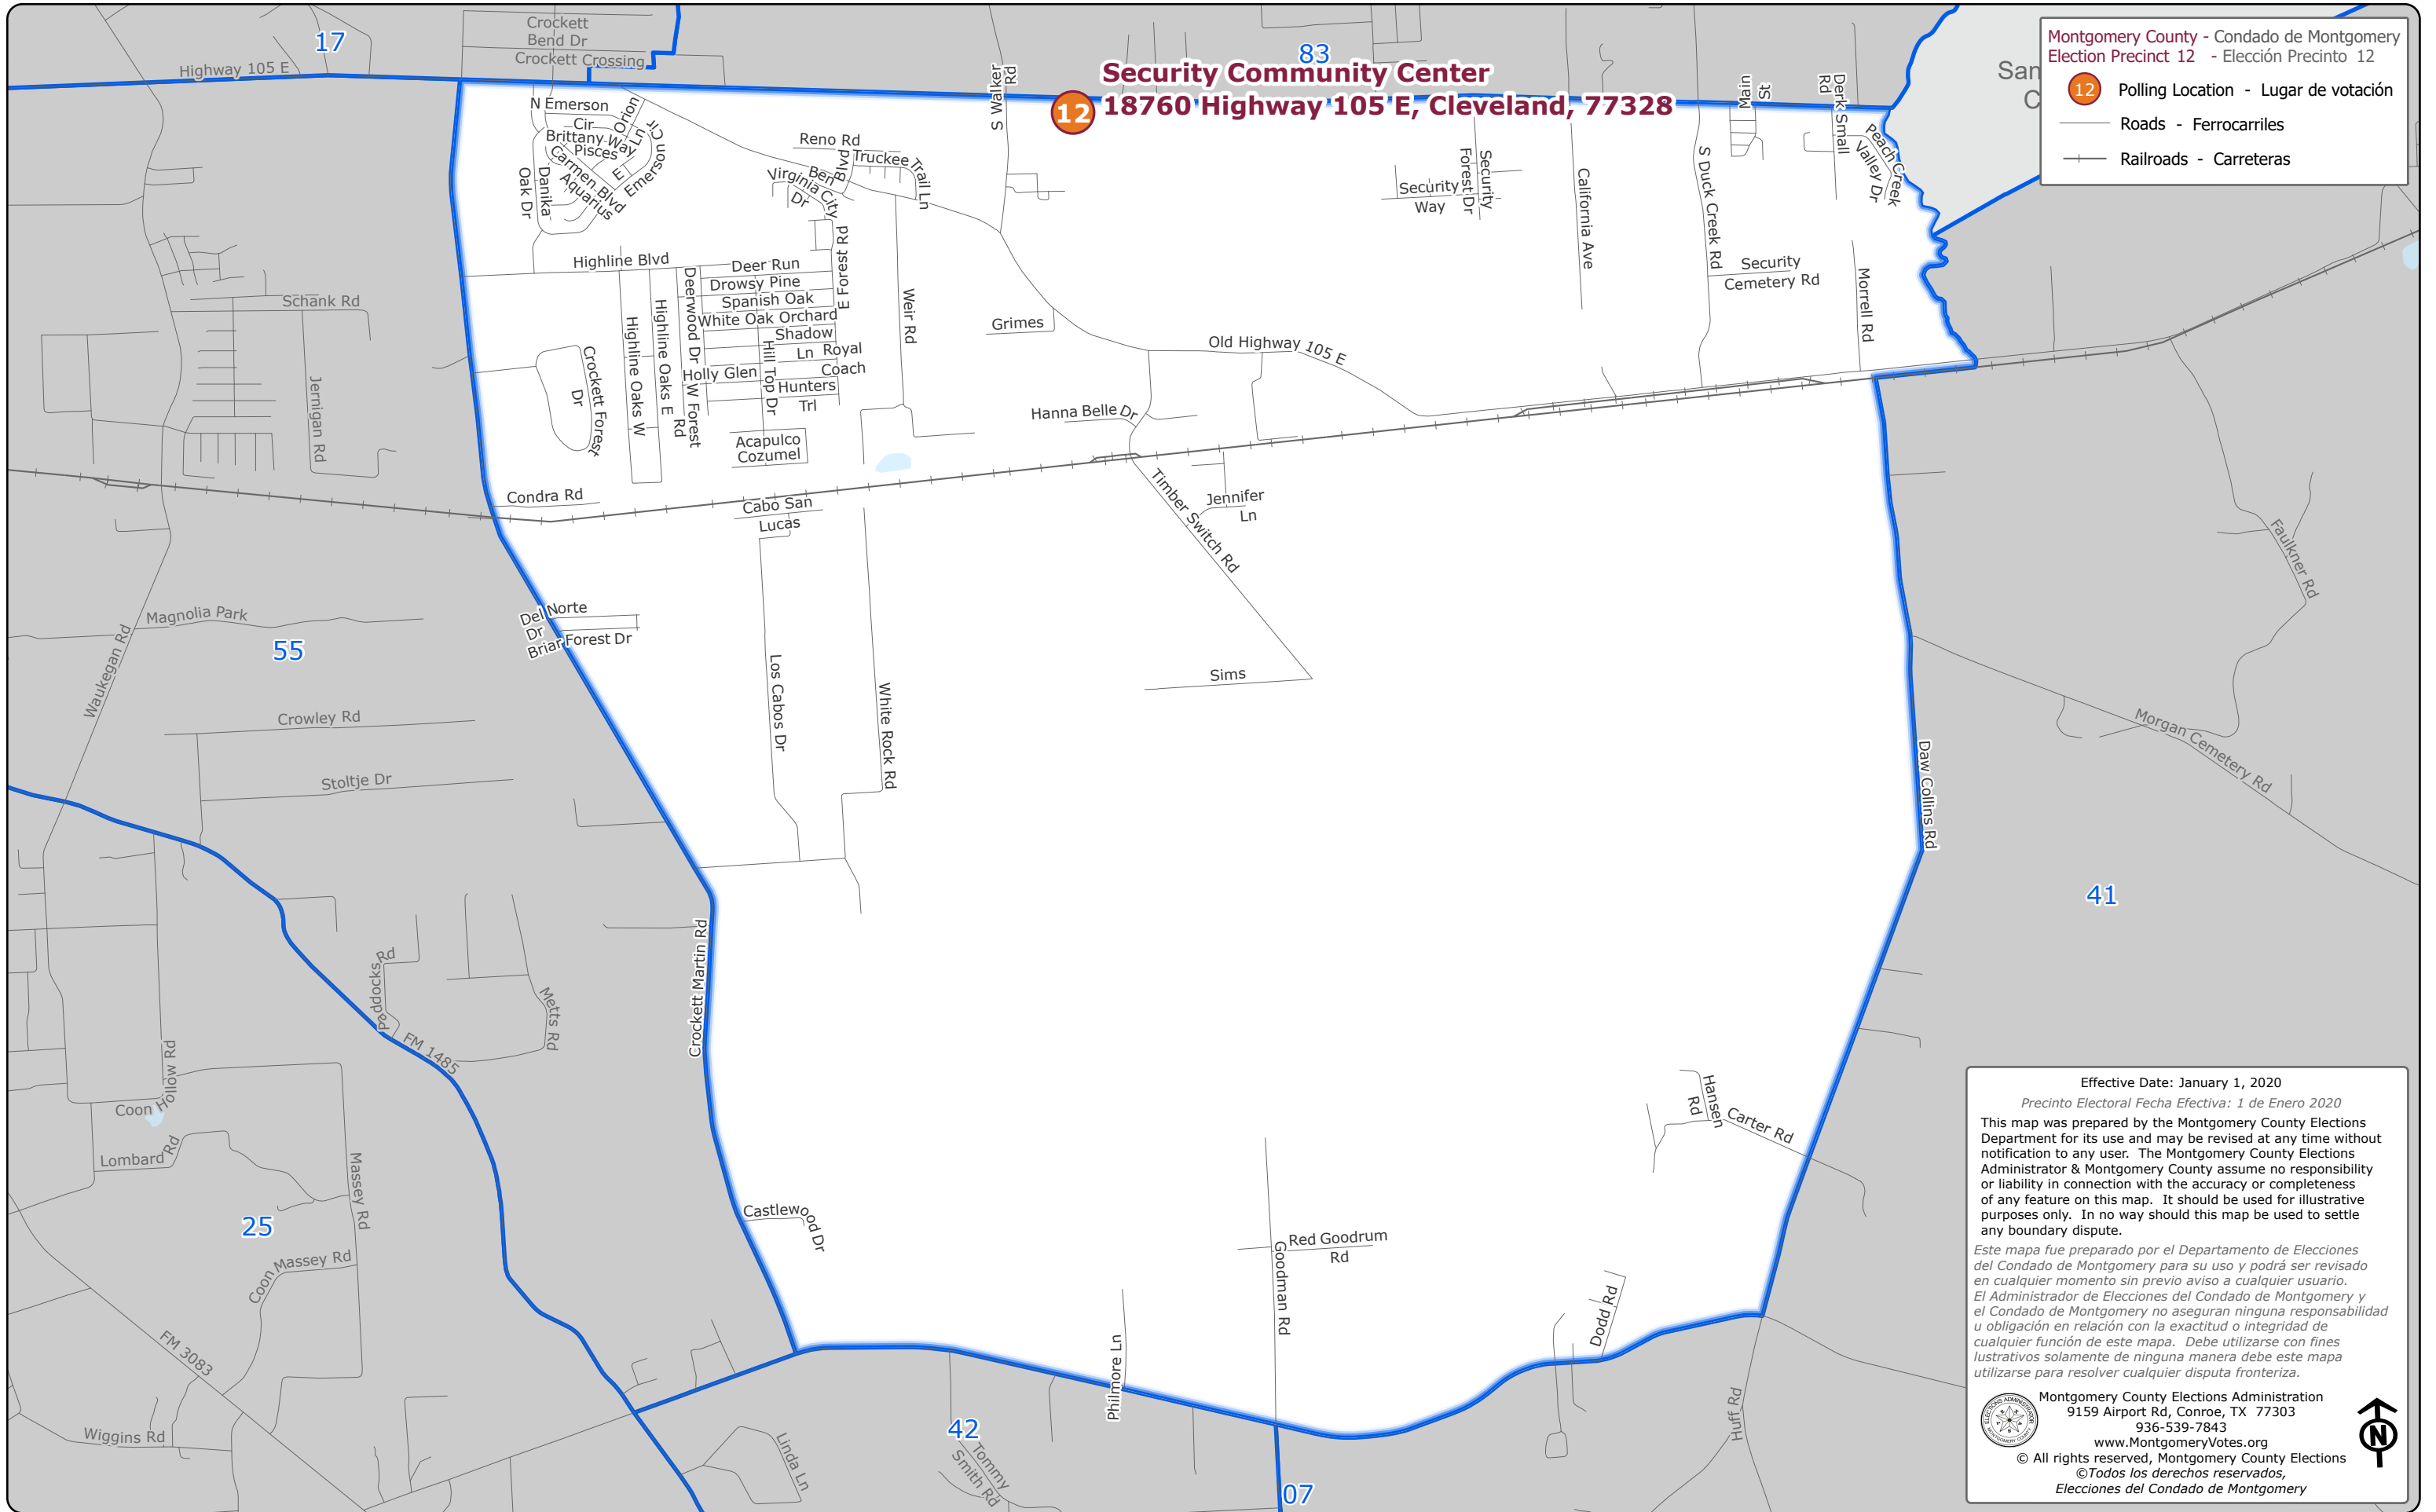 17
Highway 105 E
Crockett
Bend Dr
Crockett Crossing
83
Security Community Center
18760 Highway 105 E, Cleveland, 77328
12
Montgomery County - Condado de Montgomery
Election Precinct 12 - Elección Precinto 12
12 Polling Location - Lugar de votación
Roads - Ferrocarriles
Railroads - Carreteras
San
C
S Walker
Rd
Main
St
Derk Small
Rd
Peach Creek
Valley Dr
N Emerson
Cir
Orion
Ln
Brittany Way
Pisces
E Emerson Cir
Carmen Blvd
Aquarius
Danika
Oak Dr
Reno Rd
Truckee
Trail Ln
Ben
Blvd
Virginia City
Dr
Security
Way
Security
Forest Dr
California Ave
S Duck Creek Rd
Security
Cemetery Rd
Morrell Rd
Highline Blvd
Deer Run
Drowsy Pine
Spanish Oak
White Oak Orchard
Shadow
Ln
Royal
Coach
Holly Glen
Hunters
Trl
Deerwood Dr
W Forest
Rd
Hill Top Dr
E Forest Rd
Highline Oaks W
Highline Oaks E
Crockett Forest
Dr
Weir Rd
Grimes
Old Highway 105 E
Hanna Belle Dr
Acapulco
Cozumel
Schank Rd
Jernigan Rd
Condra Rd
Cabo San
Lucas
Timber Switch Rd
Jennifer
Ln
Faulkner Rd
Magnolia Park
Del Norte
Dr
Briar Forest Dr
55
Waukegan Rd
Los Cabos Dr
White Rock Rd
Sims
Crowley Rd
Stoltje Dr
Morgan Cemetery Rd
Daw Collins Rd
41
Crockett Martin Rd
Paddocks Rd
Metts Rd
FM 1485
Coon Hollow Rd
Lombard Rd
Massey Rd
25
Coon Massey Rd
FM 3083
Wiggins Rd
Castlewood Dr
Hansen
Rd
Carter Rd
Red Goodrum
Rd
Goodman Rd
Philmore Ln
Dodd Rd
Huff Rd
42
Linda Ln
Tommy
Smith Rd
07
Effective Date: January 1, 2020
Precinto Electoral Fecha Efectiva: 1 de Enero 2020
This map was prepared by the Montgomery County Elections
Department for its use and may be revised at any time without
notification to any user. The Montgomery County Elections
Administrator & Montgomery County assume no responsibility
or liability in connection with the accuracy or completeness
of any feature on this map. It should be used for illustrative
purposes only. In no way should this map be used to settle
any boundary dispute.
Este mapa fue preparado por el Departamento de Elecciones
del Condado de Montgomery para su uso y podrá ser revisado
en cualquier momento sin previo aviso a cualquier usuario.
El Administrador de Elecciones del Condado de Montgomery y
el Condado de Montgomery no aseguran ninguna responsabilidad
u obligación en relación con la exactitud o integridad de
cualquier función de este mapa. Debe utilizarse con fines
lustrativos solamente de ninguna manera debe este mapa
utilizarse para resolver cualquier disputa fronteriza.
Montgomery County Elections Administration
9159 Airport Rd, Conroe, TX 77303
936-539-7843
www.MontgomeryVotes.org
© All rights reserved, Montgomery County Elections
©Todos los derechos reservados,
Elecciones del Condado de Montgomery
N